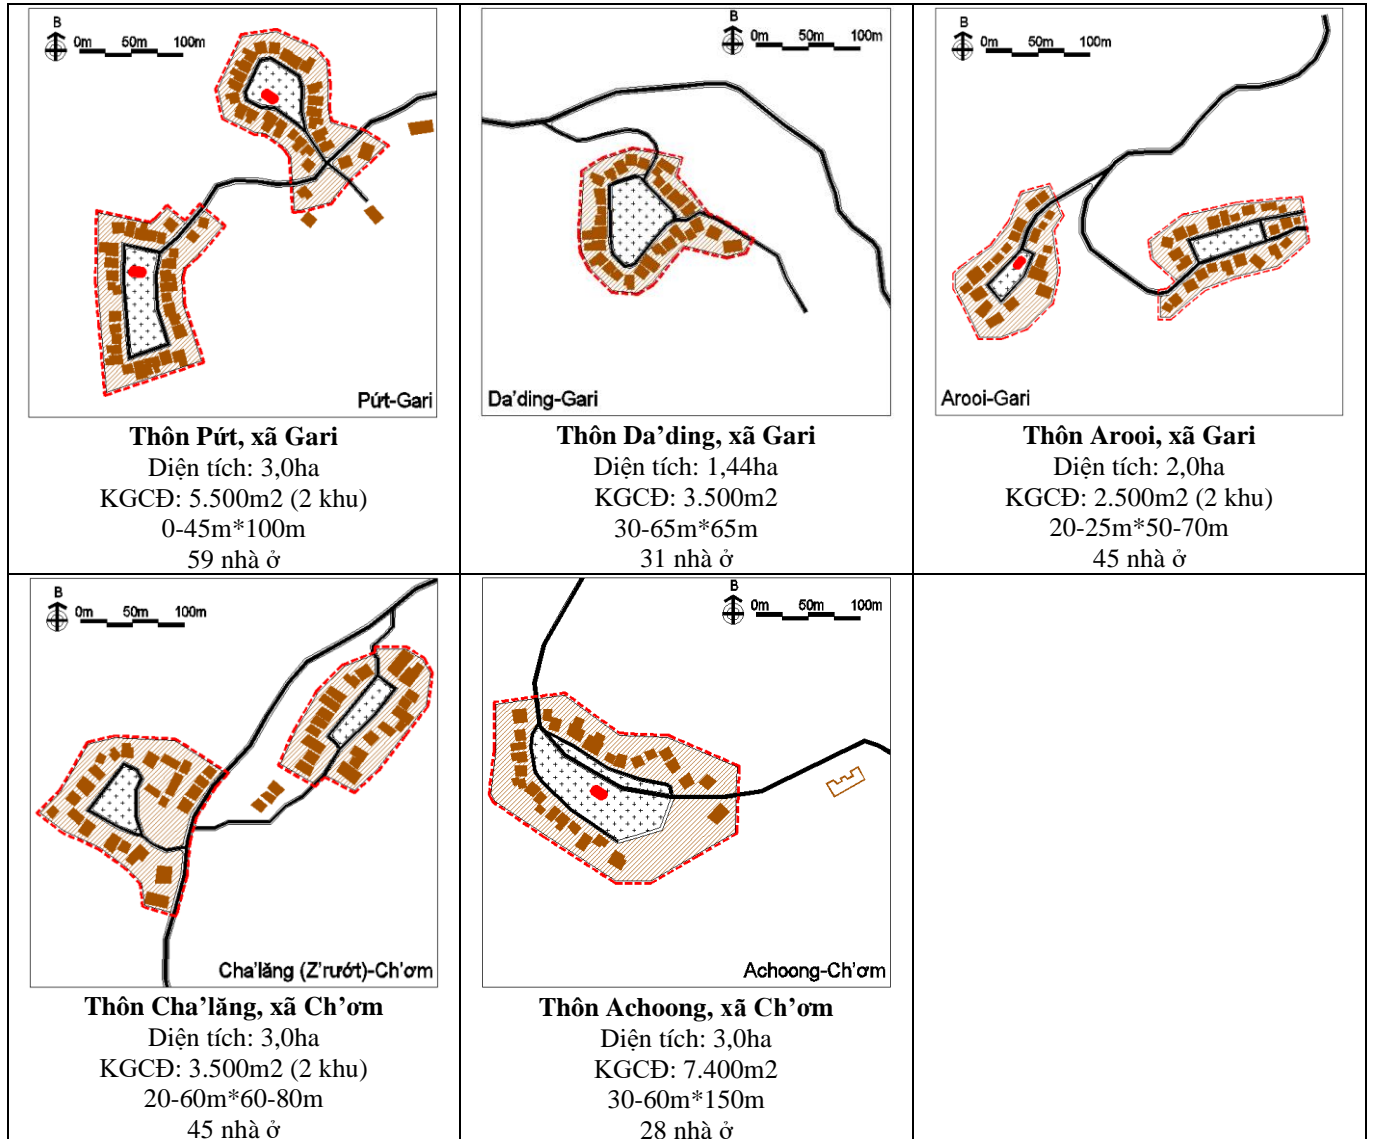 B
0m 50m 100m
Pứt-Gari
Thôn Pứt, xã Gari
Diện tích: 3,0ha
KGCĐ: 5.500m2 (2 khu)
0-45m*100m
59 nhà ở
B
0m 50m 100m
Da'ding-Gari
Thôn Da’ding, xã Gari
Diện tích: 1,44ha
KGCĐ: 3.500m2
30-65m*65m
31 nhà ở
B
0m 50m 100m
Arooi-Gari
Thôn Arooi, xã Gari
Diện tích: 2,0ha
KGCĐ: 2.500m2 (2 khu)
20-25m*50-70m
45 nhà ở
B
0m 50m 100m
Cha'lăng (Z'rướt)-Ch'ơm
Thôn Cha’lăng, xã Ch’ơm
Diện tích: 3,0ha
KGCĐ: 3.500m2 (2 khu)
20-60m*60-80m
45 nhà ở
B
0m 50m 100m
Achoong-Ch'ơm
Thôn Achoong, xã Ch’ơm
Diện tích: 3,0ha
KGCĐ: 7.400m2
30-60m*150m
28 nhà ở